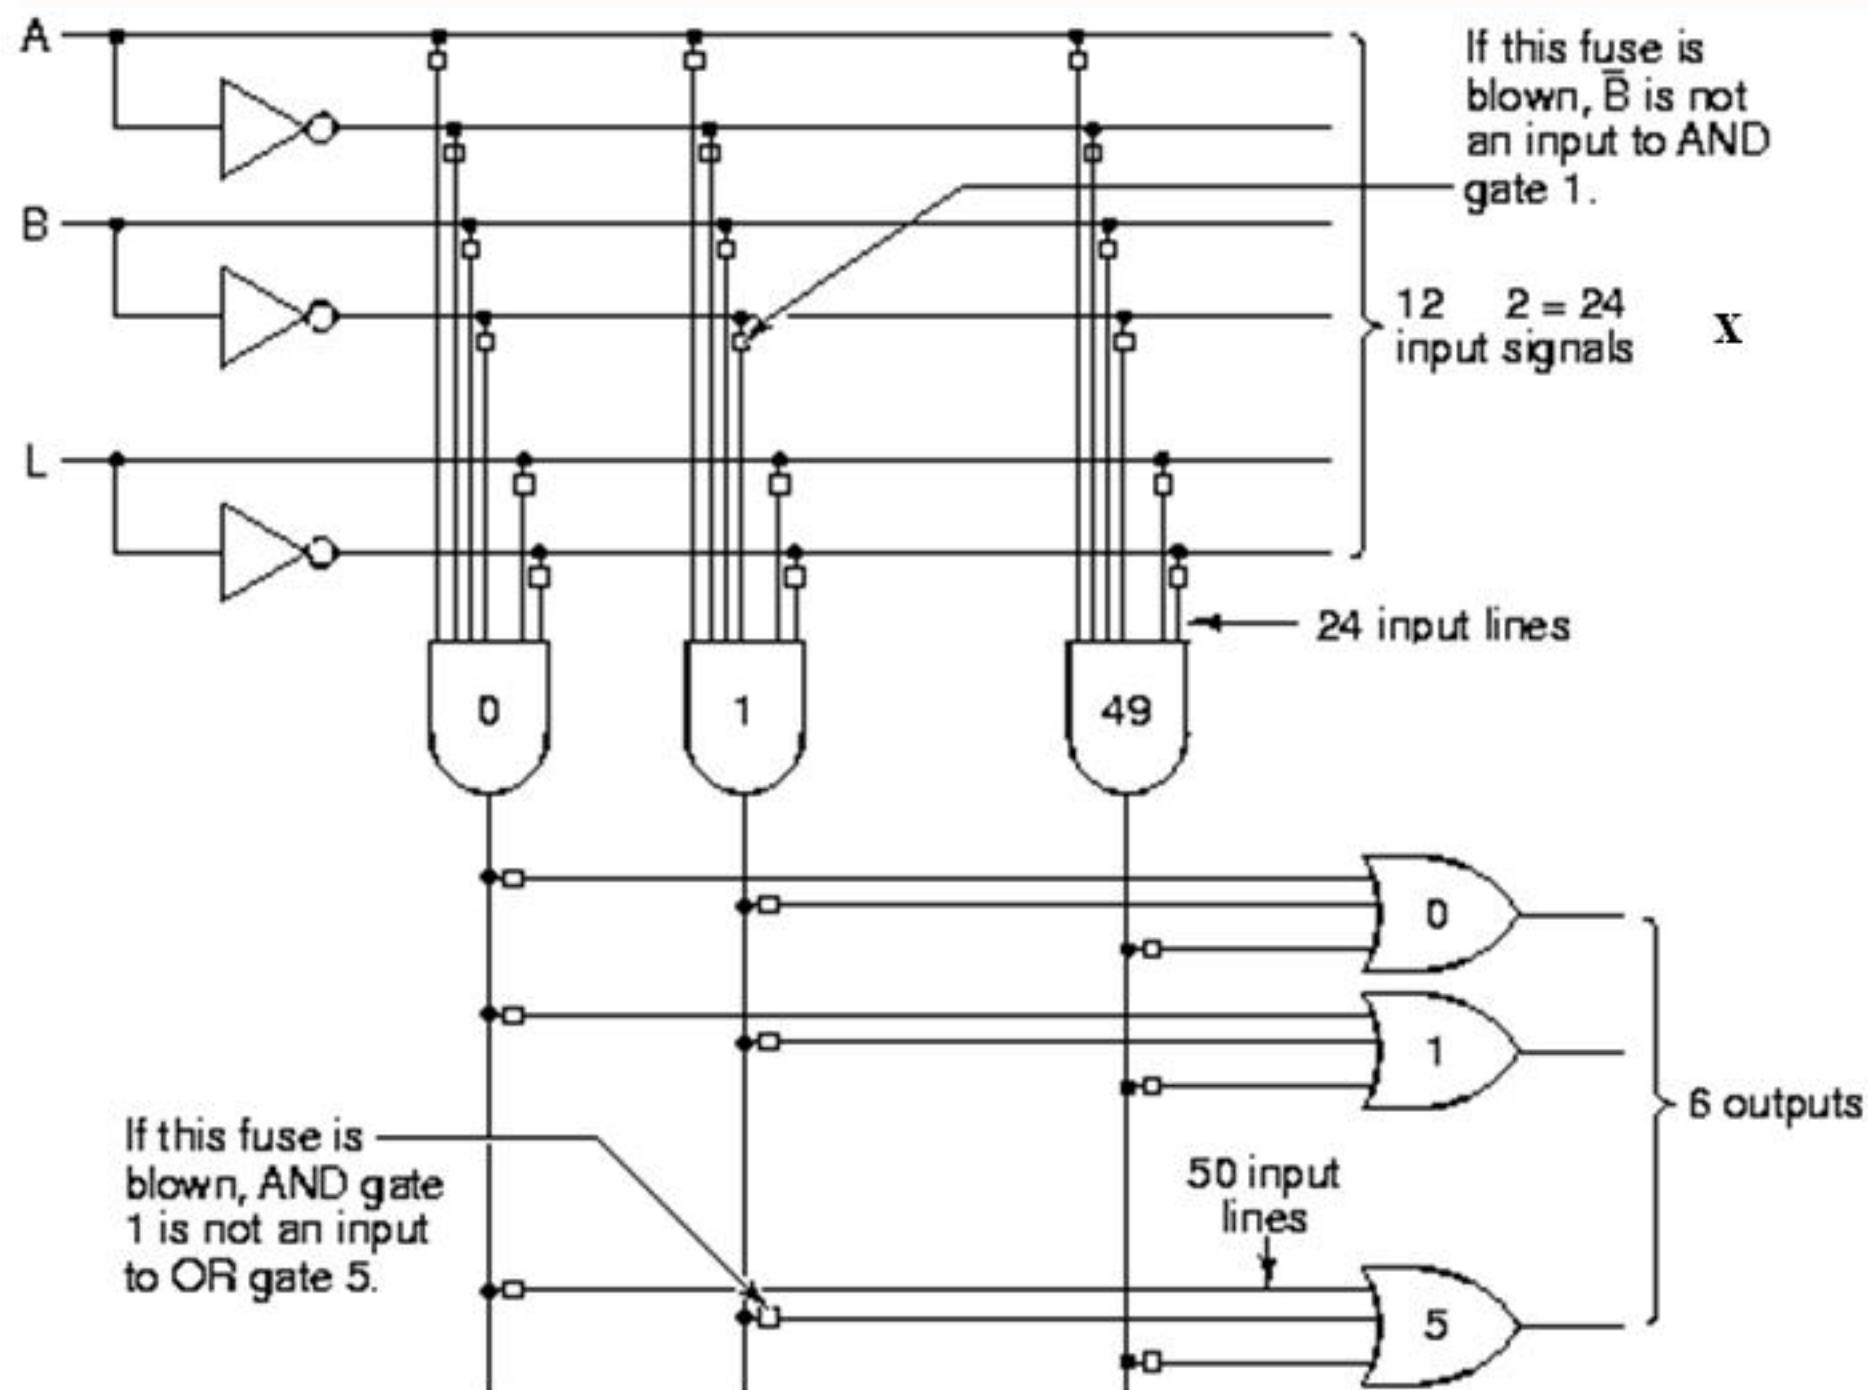 A
If this fuse is
blown, B̅ is not
an input to AND
gate 1.
B
12 2 = 24
input signals
x
L
24 input lines
0
1
49
0
1
6 outputs
If this fuse is
blown, AND gate
1 is not an input
to OR gate 5.
50 input
lines
5